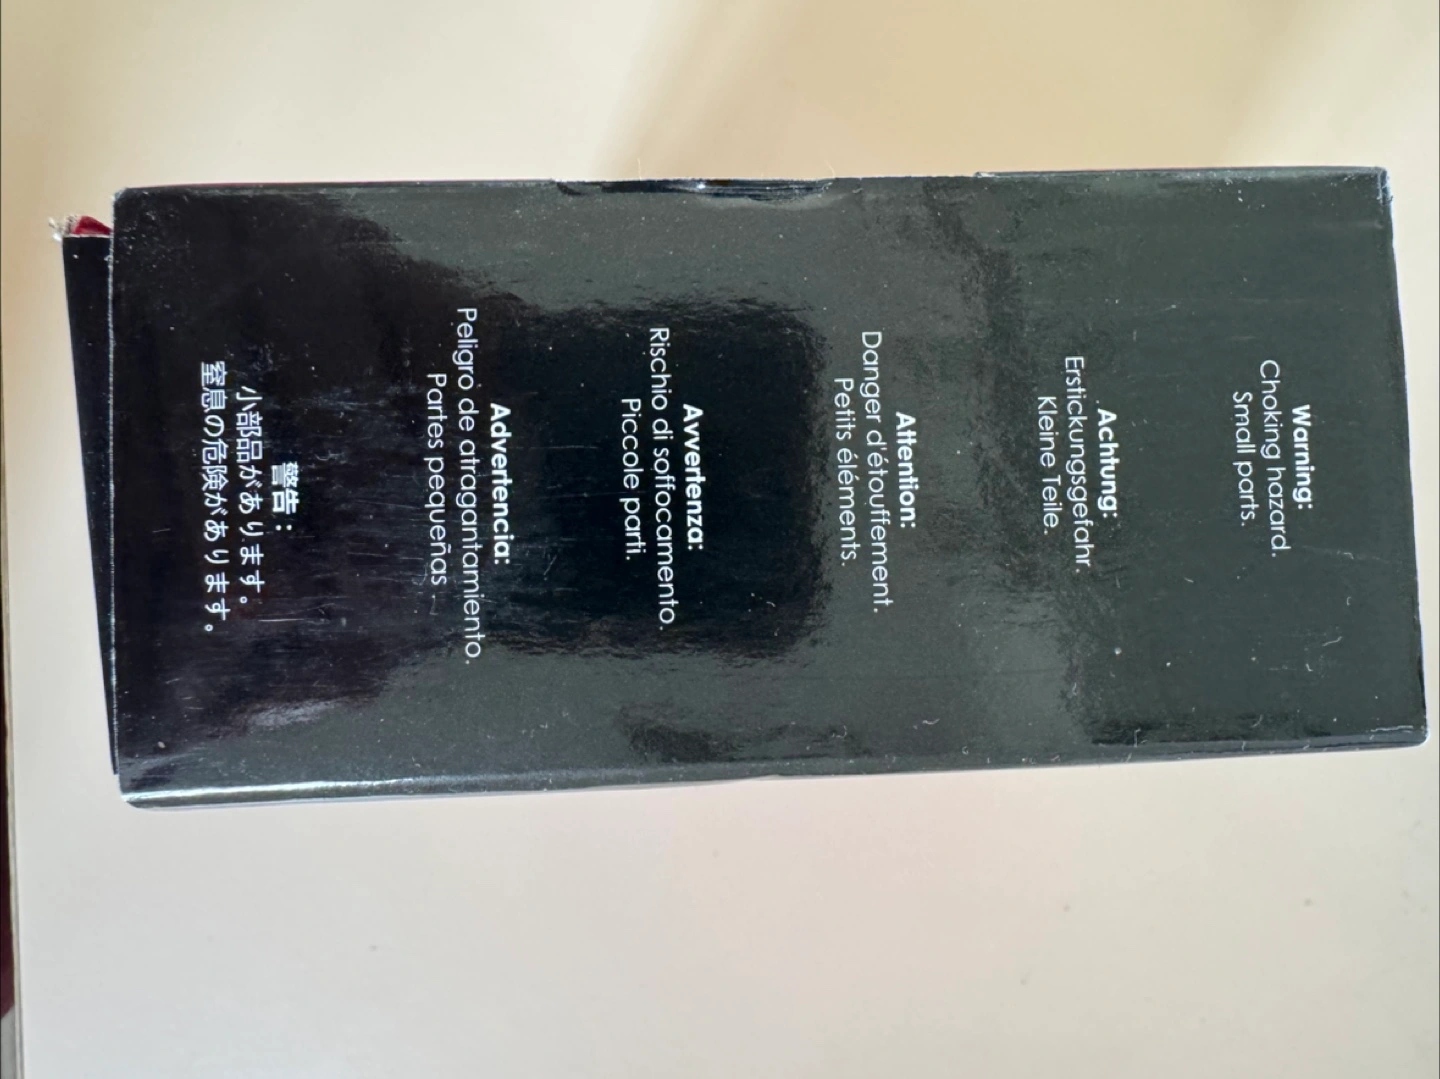 Warning:
Choking hazard.
Small parts.
Achtung:
Erstickungsgefahr.
Kleine Teile.
Attention:
Danger d'étouffement.
Petits éléments.
Avvertenza:
Rischio di soffocamento.
Piccole parti.
Advertencia:
Peligro de atragantamiento.
Partes pequeñas.
警告：
小部品があります。
窒息の危険があります。